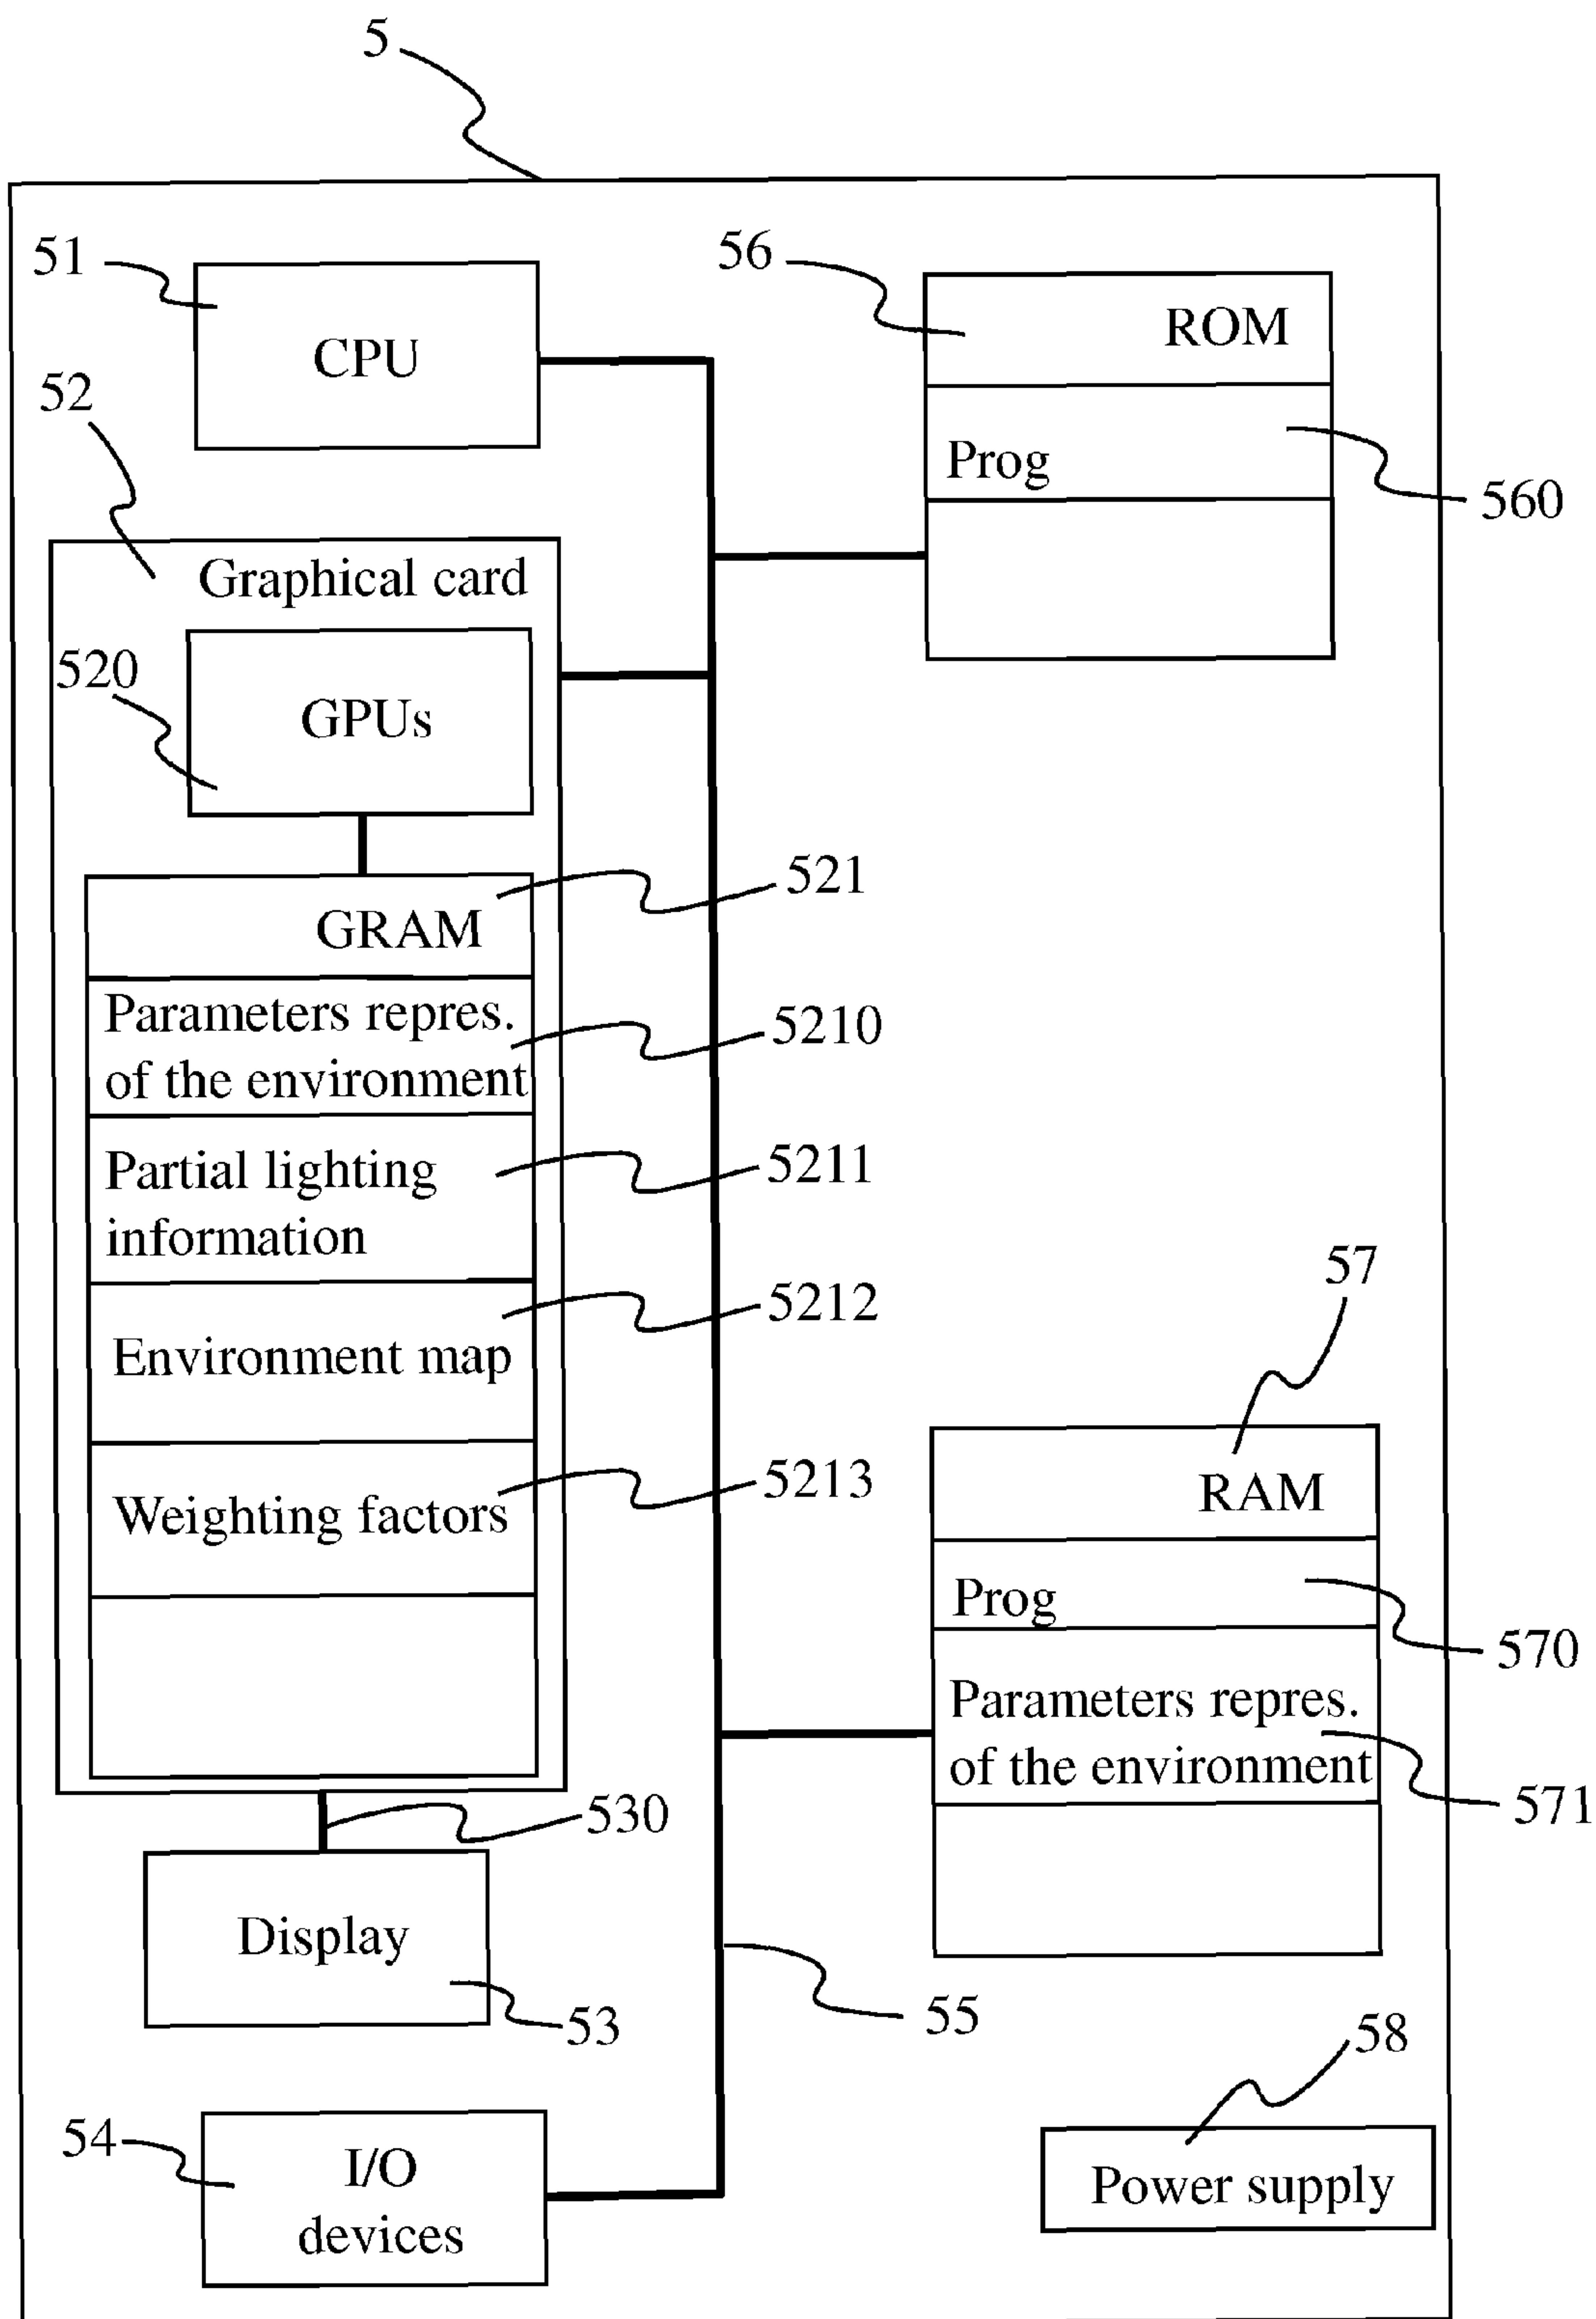 5
51
CPU
52
Graphical card
520
GPUs
521
GRAM
5210
Parameters repres.
of the environment
5211
Partial lighting
information
5212
Environment map
5213
Weighting factors
530
Display
53
54
I/O
devices
55
56
ROM
Prog
560
57
RAM
Prog
570
Parameters repres.
of the environment
571
58
Power supply